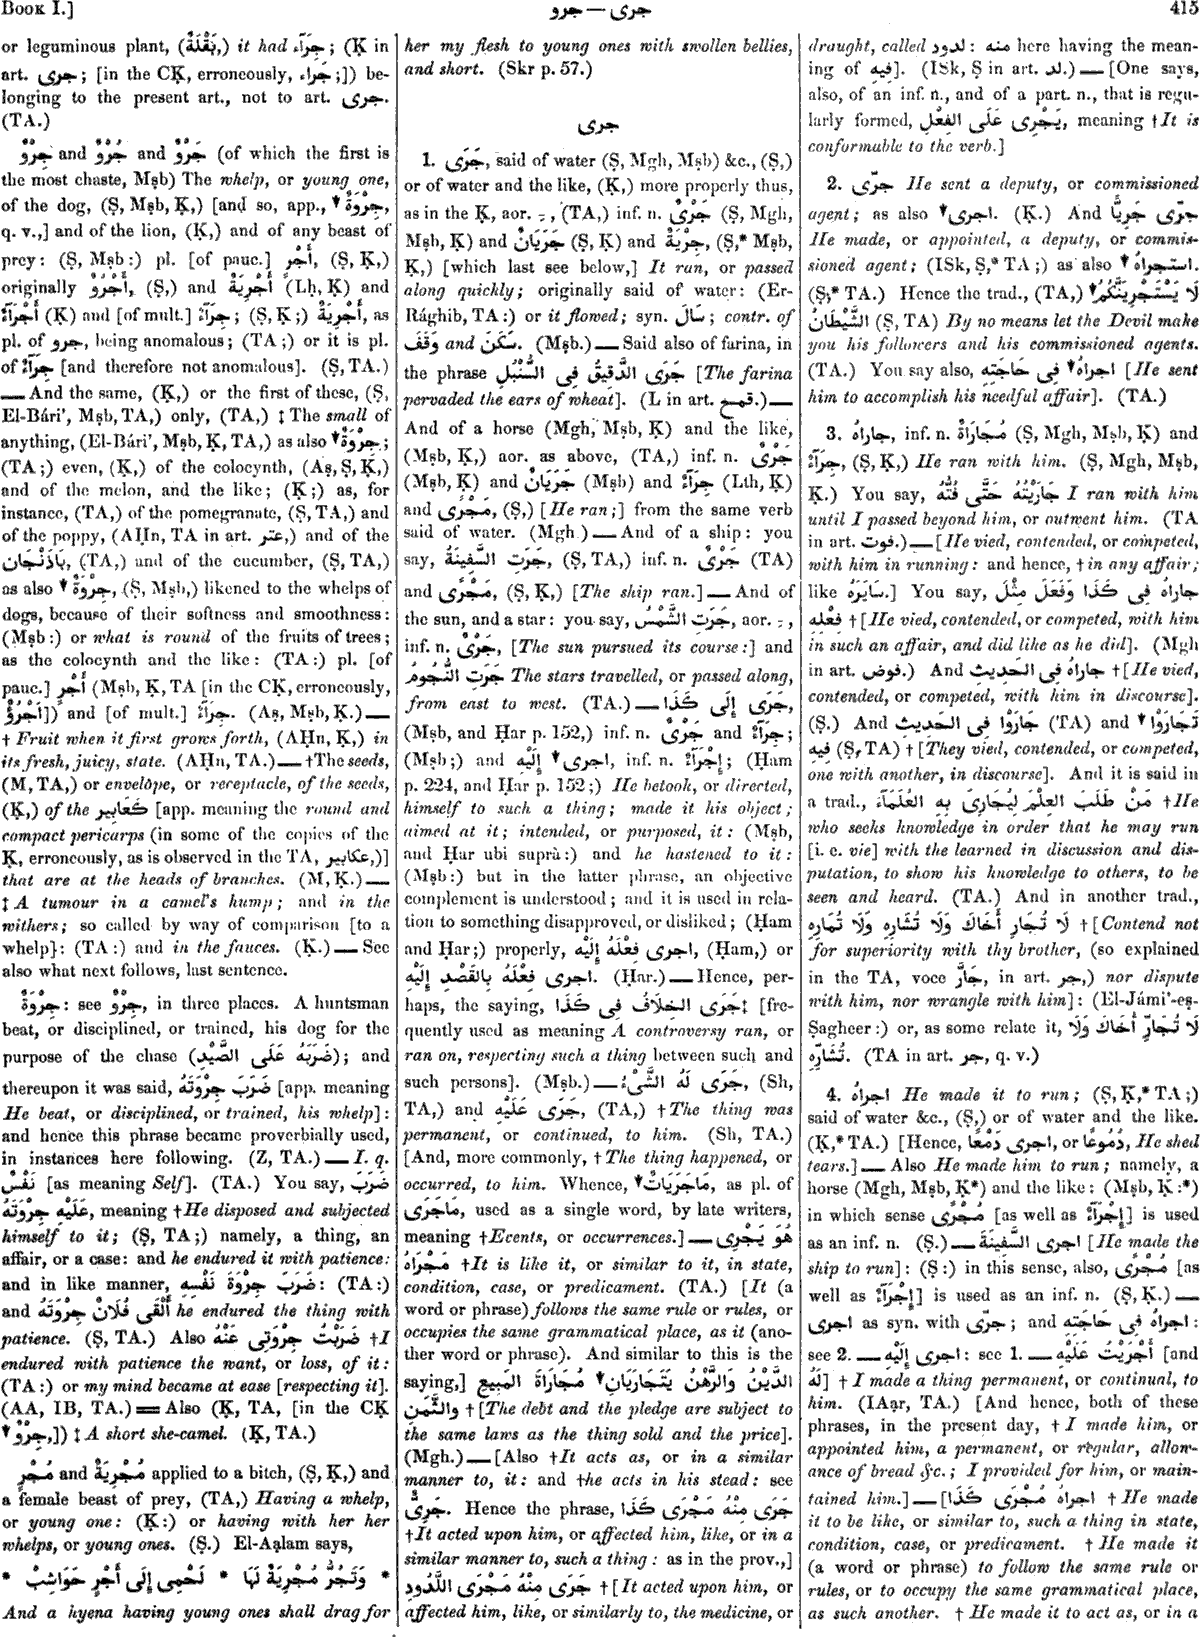 Book I.]
جرو — جرى
415
or leguminous plant, (بَقْلَةٌ,) it had جِرَآء; (Ḳ in
art. جرى; [in the CḲ, erroneously, جَراء;]) be-
longing to the present art., not to art. جرى.
(TA.)
جِرْوٌ and جُرْوٌ and جَرْوٌ (of which the first is
the most chaste, Mṣb) The whelp, or young one,
of the dog, (Ṣ, Mṣb, Ḳ,) [and so, app., ▼ جِرْوَةٌ,
q. v.,] and of the lion, (Ḳ,) and of any beast of
prey: (Ṣ, Mṣb:) pl. [of pauc.] أَجْرٍ, (Ṣ, Ḳ,)
originally أَجْرُوٌ, (Ṣ,) and أَجْرِيَةٌ (Lḥ, Ḳ) and
أَجْرَآءٌ (Ḳ) and [of mult.] جِرَآءٌ; (Ṣ, Ḳ;) أَجْرِيَةٌ, as
pl. of جرو, being anomalous; (TA;) or it is pl.
of جِرَآءٌ [and therefore not anomalous]. (Ṣ, TA.)
— And the same, (Ḳ,) or the first of these, (Ṣ,
El-Bári’, Mṣb, TA,) only, (TA,) ‡ The small of
anything, (El-Bári’, Mṣb, Ḳ, TA,) as also ▼ جِرْوَةٌ;
(TA;) even, (Ḳ,) of the colocynth, (Aṣ, Ṣ, Ḳ,)
and of the melon, and the like; (Ḳ;) as, for
instance, (TA,) of the pomegranate, (Ṣ, TA,) and
of the poppy, (AḤn, TA in art. عتر,) and of the
بَاذَنْجَان, (TA,) and of the cucumber, (Ṣ, TA,)
as also ▼ جِرْوَةٌ, (Ṣ, Mṣb,) likened to the whelps of
dogs, because of their softness and smoothness:
(Mṣb:) or what is round of the fruits of trees;
as the colocynth and the like: (TA:) pl. [of
pauc.] أَجْرٍ (Mṣb, Ḳ, TA [in the CḲ, erroneously,
أَجْرُوٌ]) and [of mult.] جِرَآءٌ. (Aṣ, Mṣb, Ḳ.) —
† Fruit when it first grows forth, (AḤn, Ḳ,) in
its fresh, juicy, state. (AḤn, TA.) — † The seeds,
(M, TA,) or envelope, or receptacle, of the seeds,
(Ḳ,) of the كَعَابِير [app. meaning the round and
compact pericarps (in some of the copies of the
Ḳ, erroneously, as is observed in the TA, عكابير,)]
that are at the heads of branches. (M, Ḳ.) —
‡ A tumour in a camel's hump; and in the
withers; so called by way of comparison [to a
whelp]: (TA:) and in the fauces. (Ḳ.) — See
also what next follows, last sentence.
جِرْوَةٌ: see جِرْوٌ, in three places. A huntsman
beat, or disciplined, or trained, his dog for the
purpose of the chase (ضَرَبَهُ عَلَى الصَّيْدِ); and
thereupon it was said, ضَرَبَ جِرْوَتَهُ [app. meaning
He beat, or disciplined, or trained, his whelp]:
and hence this phrase became proverbially used,
in instances here following. (Z, TA.) — I. q.
نَفْسٌ [as meaning Self]. (TA.) You say, ضَرَبَ
عَلَيْهِ جِرْوَتَهُ, meaning † He disposed and subjected
himself to it; (Ṣ, TA;) namely, a thing, an
affair, or a case: and he endured it with patience:
and in like manner, ضَرَبَ جِرْوَةَ نَفْسِهِ: (TA:)
and أَلْقَى فُلَانٌ جِرْوَتَهُ he endured the thing with
patience. (Ṣ, TA.) Also ضَرَبْتُ جِرْوَتِى عَنْهُ † I
endured with patience the want, or loss, of it:
(TA:) or my mind became at ease [respecting it].
(AA, IB, TA.) = Also (Ḳ, TA, [in the CḲ
▼ جِرْوٌ,]) ‡ A short she-camel. (Ḳ, TA.)
مُجْرٍ and مُجْرِيَةٌ applied to a bitch, (Ṣ, Ḳ,) and
a female beast of prey, (TA,) Having a whelp,
or young one: (Ḳ:) or having with her her
whelps, or young ones. (Ṣ.) El-Aạlam says,
* وَتَجُرُّ مُجْرِيَةٌ لَهَا * لَحْمِى إِلَى أَجْرٍ حَوَاشِبْ *
And a hyena having young ones shall drag for
her my flesh to young ones with swollen bellies,
and short. (Skr p. 57.)
جرى
1. جَرَى, said of water (Ṣ, Mgh, Mṣb) &c., (Ṣ,)
or of water and the like, (Ḳ,) more properly thus,
as in the Ḳ, aor. ـِ, (TA,) inf. n. جَرْىٌ (Ṣ, Mgh,
Mṣb, Ḳ) and جَرَيَانٌ (Ṣ, Ḳ) and جِرْيَةٌ, (Ṣ,* Mṣb,
Ḳ,) [which last see below,] It ran, or passed
along quickly; originally said of water: (Er-
Rághib, TA:) or it flowed; syn. سَالَ; contr. of
وَقَفَ and سَكَنَ. (Mṣb.) — Said also of farina, in
the phrase جَرَى الدَّقِيقُ فِى السُّنْبُلِ [The farina
pervaded the ears of wheat]. (L in art. قمح.) —
And of a horse (Mgh, Mṣb, Ḳ) and the like,
(Mṣb, Ḳ,) aor. as above, (TA,) inf. n. جَرْىٌ
(Mṣb, Ḳ) and جَرَيَانٌ (Mṣb) and جِرَآءٌ (Lth, Ḳ)
and مَجْرًى, (Ṣ,) [He ran;] from the same verb
said of water. (Mgh.) — And of a ship: you
say, جَرَتِ السَّفِينَةُ, (Ṣ, TA,) inf. n. جَرْىٌ (TA)
and مَجْرًى, (Ṣ, Ḳ,) [The ship ran.] — And of
the sun, and a star: you say, جَرَتِ الشَّمْسُ, aor. ـِ,
inf. n. جَرْىٌ, [The sun pursued its course:] and
جَرَتِ النُّجُومُ The stars travelled, or passed along,
from east to west. (TA.) — جَرَى إِلَى كَذَا,
(Mṣb, and Ḥar p. 152,) inf. n. جَرْىٌ and جِرَآءٌ;
(Mṣb;) and ▼ اجرى إِلَيْهِ, inf. n. إِجْرَآءٌ; (Ḥam
p. 224, and Ḥar p. 152;) He betook, or directed,
himself to such a thing; made it his object;
aimed at it; intended, or purposed, it: (Mṣb,
and Ḥar ubi suprà:) and he hastened to it:
(Mṣb:) but in the latter phrase, an objective
complement is understood; and it is used in rela-
tion to something disapproved, or disliked; (Ḥam
and Ḥar;) properly, اجرى فِعْلَهُ إِلَيْهِ, (Ḥam,) or
اجرى فِعْلَهُ بِالقَصْدِ إِلَيْهِ. (Ḥar.) — Hence, per-
haps, the saying, ‡ جَرَى الخِلَافُ فِى كَذَا [fre-
quently used as meaning A controversy ran, or
ran on, respecting such a thing between such and
such persons]. (Mṣb.) — جَرَى لَهُ الشَّىْءُ, (Sh,
TA,) and جَرَى عَلَيْهِ, (TA,) † The thing was
permanent, or continued, to him. (Sh, TA.)
[And, more commonly, † The thing happened, or
occurred, to him. Whence, ▼ مَاجَرَيَاتٌ, as pl. of
مَاجَرَى, used as a single word, by late writers,
meaning † Events, or occurrences.] — هُوَ يَجْرِى
مَجْرَاهُ † It is like it, or similar to it, in state,
condition, case, or predicament. (TA.) [It (a
word or phrase) follows the same rule or rules, or
occupies the same grammatical place, as it (ano-
ther word or phrase). And similar to this is the
saying,] الدَّيْنُ وَالرَّهْنُ يَتَجَارَيَانِ ▼ مُجَارَاةَ المَبِيعِ
وَالثَّمَنِ † [The debt and the pledge are subject to
the same laws as the thing sold and the price].
(Mgh.) — [Also † It acts as, or in a similar
manner to, it: and † he acts in his stead: see
جَرِىٌّ. Hence the phrase, جَرَى مِنْهُ مَجْرَى كَذَا
† It acted upon him, or affected him, like, or in a
similar manner to, such a thing: as in the prov.,]
جَرَى مِنْهُ مَجْرَى اللَّدُودِ † [It acted upon him, or
affected him, like, or similarly to, the medicine, or
draught, called لدود: منه here having the mean-
ing of فيه]. (ISk, Ṣ in art. لد.) — [One says,
also, of an inf. n., and of a part. n., that is regu-
larly formed, يَجْرِى عَلَى الفِعْلِ, meaning † It is
conformable to the verb.]
2. جرّى He sent a deputy, or commissioned
agent; as also ▼ اجرى. (Ḳ.) And جرّى جَرِيًّا
He made, or appointed, a deputy, or commis-
sioned agent; (ISk, Ṣ,* TA;) as also ▼ استجراهُ.
(Ṣ,* TA.) Hence the trad., (TA,) ▼ لَا يَسْتَجْرِيَنَّكُمُ
الشَّيْطَانُ (Ṣ, TA) By no means let the Devil make
you his followers and his commissioned agents.
(TA.) You say also, ▼ اجراهُ فِى حَاجَتِهِ [He sent
him to accomplish his needful affair]. (TA.)
3. جاراهُ, inf. n. مُجَارَاةٌ (Ṣ, Mgh, Mṣb, Ḳ) and
جِرَآءٌ, (Ṣ, Ḳ,) He ran with him. (Ṣ, Mgh, Mṣb,
Ḳ.) You say, جَارَيْتُهُ حَتَّى فُتُّهُ I ran with him
until I passed beyond him, or outwent him. (TA
in art. فوت.) — [He vied, contended, or competed,
with him in running: and hence, † in any affair;
like سَايَرَهُ.] You say, جاراهُ فِى كَذَا وَفَعَلَ مِثْلَ
فِعْلِهِ † [He vied, contended, or competed, with him
in such an affair, and did like as he did]. (Mgh
in art. فوض.) And جاراهُ فِى الحَدِيثِ † [He vied,
contended, or competed, with him in discourse].
(Ṣ.) And جَارَوْا فِى الحَدِيثِ (TA) and ▼ تَجَارَوْا
فِيهِ (Ṣ, TA) † [They vied, contended, or competed,
one with another, in discourse]. And it is said in
a trad., مَنْ طَلَبَ العِلْمَ لِيُجَارِىَ بِهِ العُلَمَآءَ † He
who seeks knowledge in order that he may run
[i. e. vie] with the learned in discussion and dis-
putation, to show his knowledge to others, to be
seen and heard. (TA.) And in another trad.,
لَا تُجَارِ أَخَاكَ وَلَا تُشَارِهِ وَلَا تُمَارِهِ † [Contend not
for superiority with thy brother, (so explained
in the TA, voce جَارَّ, in art. جر,) nor dispute
with him, nor wrangle with him]: (El-Jámi’-eṣ-
Ṣagheer:) or, as some relate it, لَا تُجَارِّ أَخَاكَ وَلَا
تُشَارِّهِ. (TA in art. جر, q. v.)
4. اجراهُ He made it to run; (Ṣ, Ḳ,* TA;)
said of water &c., (Ṣ,) or of water and the like.
(Ḳ,* TA.) [Hence, اجرى دَمْعًا, or دُمُوعًا, He shed
tears.] — Also He made him to run; namely, a
horse (Mgh, Mṣb, Ḳ*) and the like: (Mṣb, Ḳ:*)
in which sense مُجْرًى [as well as إِجْرَآءٌ] is used
as an inf. n. (Ṣ.) — اجرى السَّفِينَةَ [He made the
ship to run]: (Ṣ:) in this sense, also, مُجْرًى [as
well as إِجْرَآءٌ] is used as an inf. n. (Ṣ, Ḳ.) —
اجرى as syn. with جرّى; and اجراهُ فِى حَاجَتِهِ:
see 2. — اجرى إِلَيْهِ: see 1. — أَجْرَيْتُ عَلَيْهِ [and
لَهُ] † I made a thing permanent, or continual, to
him. (IAạr, TA.) [And hence, both of these
phrases, in the present day, † I made him, or
appointed him, a permanent, or regular, allow-
ance of bread &c.; I provided for him, or main-
tained him.] — [اجراهُ مُجْرَى كَذَا † He made
it to be like, or similar to, such a thing in state,
condition, case, or predicament. † He made it
(a word or phrase) to follow the same rule or
rules, or to occupy the same grammatical place,
as such another. † He made it to act as, or in a